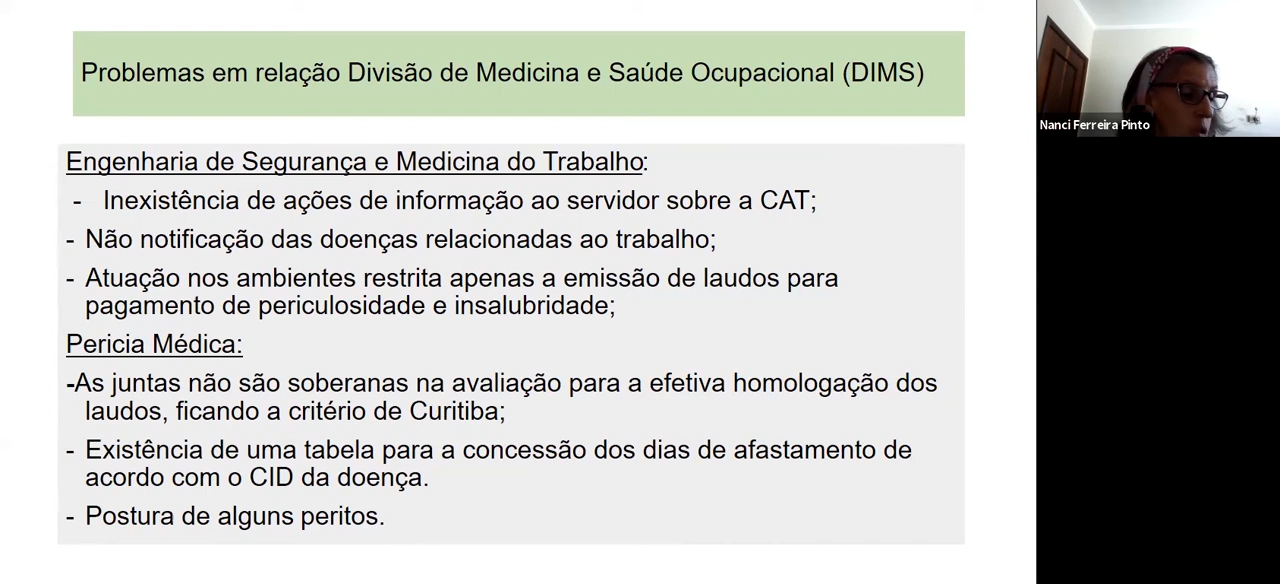 Problemas em relação Divisão de Medicina e Saúde Ocupacional (DIMS)
Nanci Ferreira Pinto
Engenharia de Segurança e Medicina do Trabalho:
- Inexistência de ações de informação ao servidor sobre a CAT;
- Não notificação das doenças relacionadas ao trabalho;
- Atuação nos ambientes restrita apenas a emissão de laudos para
pagamento de periculosidade e insalubridade;
Pericia Médica:
-As juntas não são soberanas na avaliação para a efetiva homologação dos
laudos, ficando a critério de Curitiba;
- Existência de uma tabela para a concessão dos dias de afastamento de
acordo com o CID da doença.
- Postura de alguns peritos.